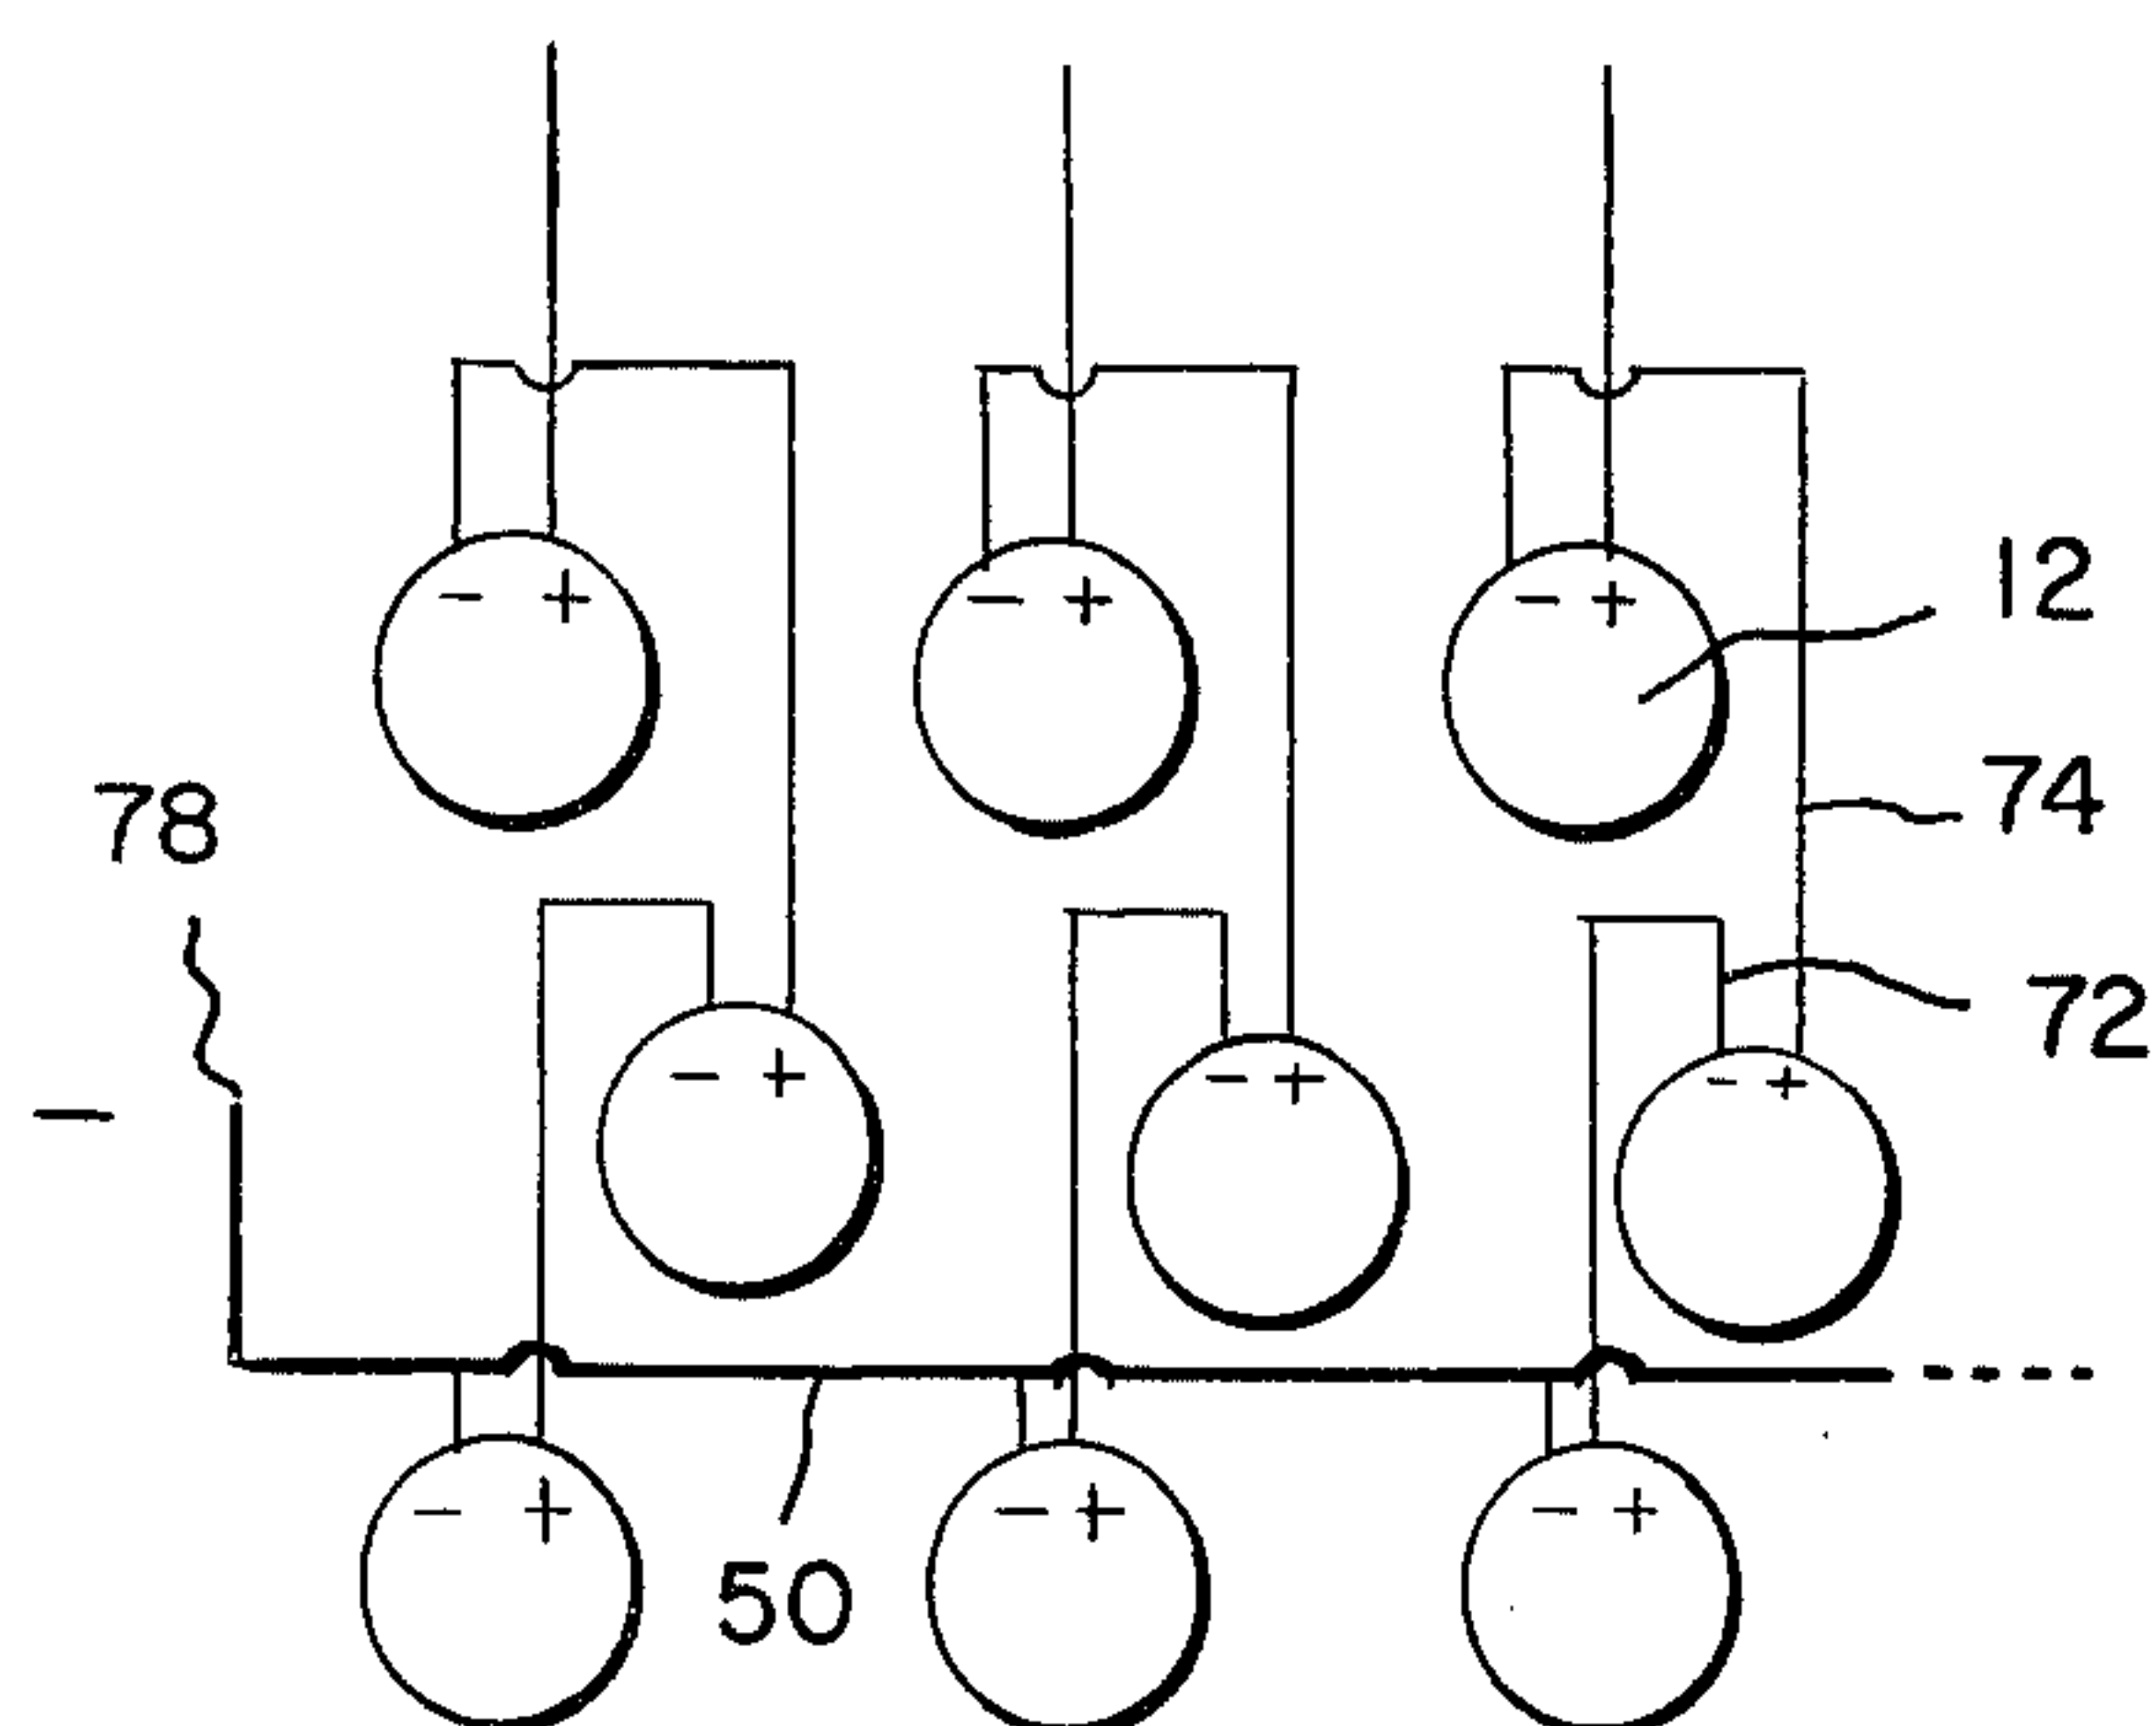 − + − + − +
12
74
78
− + − + − +
72
−
− + − + − +
50